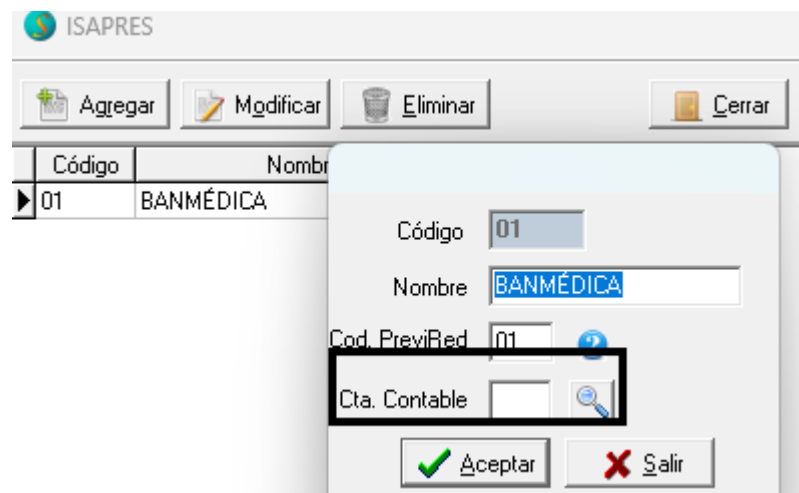 ISAPRES
Agregar Modificar Eliminar Cerrar
Código Nombr
01 BANMÉDICA
Código 01
Nombre BANMÉDICA
Cod. PreviRed 01
Cta. Contable
Aceptar Salir